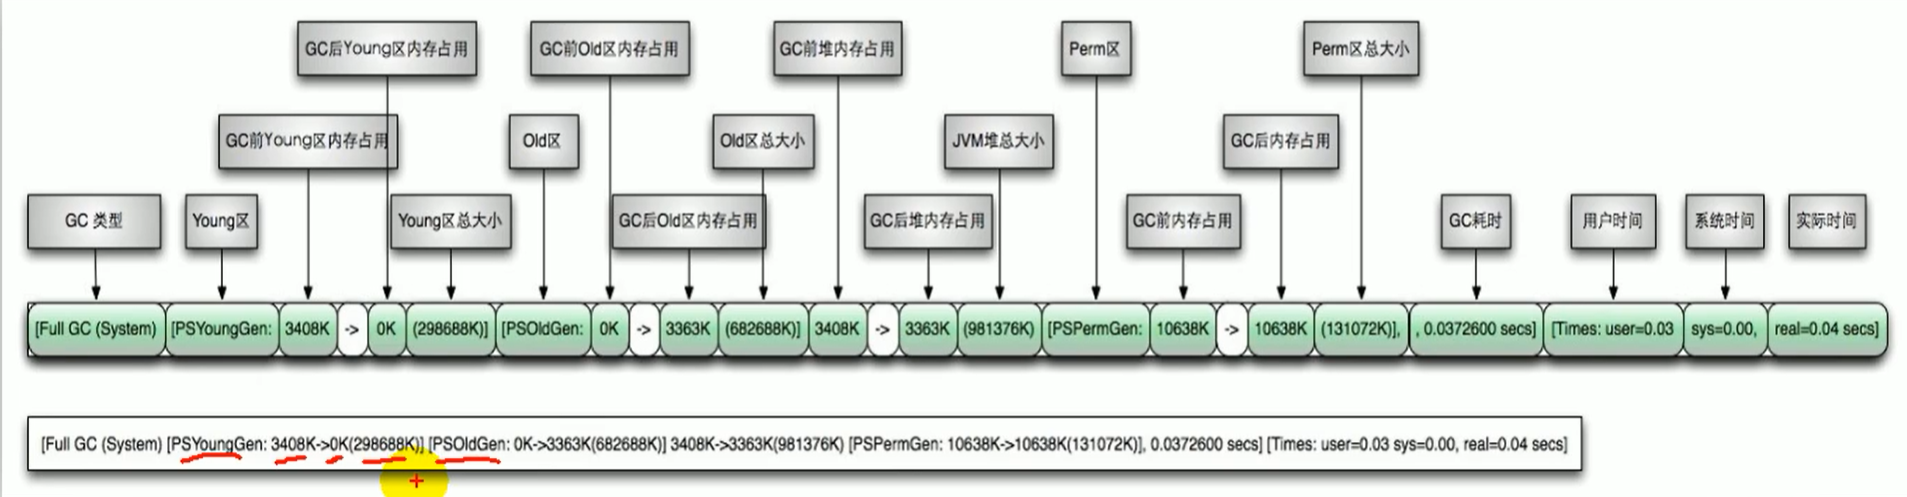 GC后Young区内存占用
GC前Old区内存占用
GC前堆内存占用
Perm区
Perm区总大小
GC前Young区内存占用
Old区
Old区总大小
JVM堆总大小
GC后内存占用
GC 类型
Young区
Young区总大小
GC后Old区内存占用
GC后堆内存占用
GC前内存占用
GC耗时
用户时间
系统时间
实际时间
[Full GC (System) [PSYoungGen: 3408K -> 0K (298688K)] [PSOldGen: 0K -> 3363K (682688K)] 3408K -> 3363K (981376K) [PSPermGen: 10638K -> 10638K (131072K)], , 0.0372600 secs] [Times: user=0.03 sys=0.00, real=0.04 secs]
[Full GC (System) [PSYoungGen: 3408K->0K(298688K)] [PSOldGen: 0K->3363K(682688K)] 3408K->3363K(981376K) [PSPermGen: 10638K->10638K(131072K)], 0.0372600 secs] [Times: user=0.03 sys=0.00, real=0.04 secs]